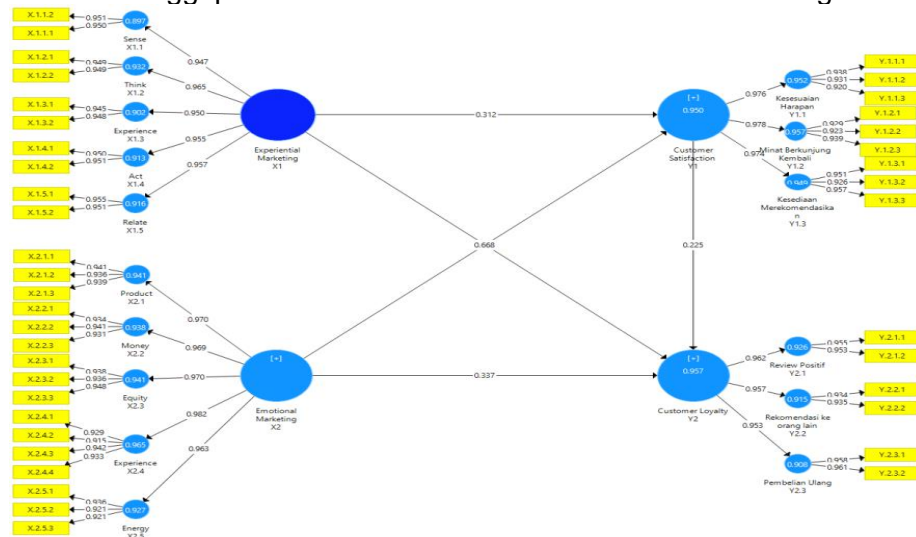 X.1.1.2
X.1.1.1
0.951
0.950
0.897
Sense
X1.1
X.1.2.1
X.1.2.2
0.949
0.949
0.932
Think
X1.2
X.1.3.1
X.1.3.2
0.945
0.948
0.902
Experience
X1.3
X.1.4.1
X.1.4.2
0.950
0.951
0.913
Act
X1.4
X.1.5.1
X.1.5.2
0.955
0.951
0.916
Relate
X1.5
0.947
0.965
0.950
0.955
0.957
Experiential
Marketing
X1
0.312
0.668
[+]
0.950
Customer
Satisfaction
Y1
0.976
0.978
0.974
0.952
Kesesuaian
Harapan
Y1.1
0.938
0.931
0.920
Y.1.1.1
Y.1.1.2
Y.1.1.3
0.957
Minat Berkunjung
Kembali
Y1.2
0.929
0.923
0.939
Y.1.2.1
Y.1.2.2
Y.1.2.3
0.949
Kesediaan
Merekomendasika
n
Y1.3
0.951
0.926
0.957
Y.1.3.1
Y.1.3.2
Y.1.3.3
0.225
X.2.1.1
X.2.1.2
X.2.1.3
0.941
0.936
0.939
0.941
Product
X2.1
X.2.2.1
X.2.2.2
X.2.2.3
0.934
0.941
0.931
0.938
Money
X2.2
X.2.3.1
X.2.3.2
X.2.3.3
0.938
0.936
0.948
0.941
Equity
X2.3
X.2.4.1
X.2.4.2
X.2.4.3
X.2.4.4
0.929
0.915
0.942
0.933
0.965
Experience
X2.4
X.2.5.1
X.2.5.2
X.2.5.3
0.936
0.921
0.921
0.927
Energy
X2.5
0.970
0.969
0.970
0.982
0.963
[+]
Emotional
Marketing
X2
0.337
[+]
0.957
Customer Loyalty
Y2
0.962
0.957
0.953
0.926
Review Positif
Y2.1
0.955
0.953
Y.2.1.1
Y.2.1.2
0.915
Rekomendasi ke
orang lain
Y2.2
0.934
0.935
Y.2.2.1
Y.2.2.2
0.908
Pembelian Ulang
Y2.3
0.958
0.961
Y.2.3.1
Y.2.3.2